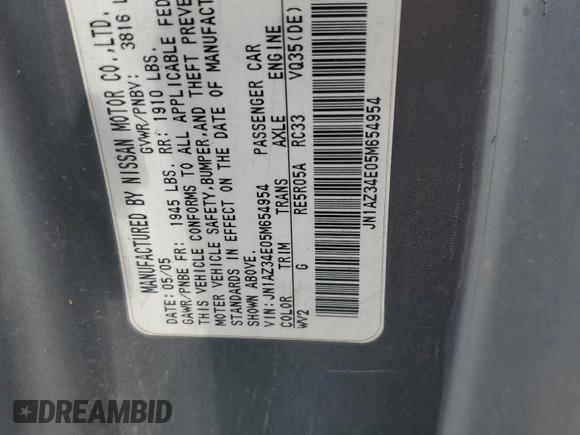 MANUFACTURED BY NISSAN MOTOR CO.,LTD.
DATE: 05/05 GVWR/PNBV: 3816 L
GAWR/PNBE FR: 1945 LBS. RR: 1910 LBS.
THIS VEHICLE CONFORMS TO ALL APPLICABLE FED
MOTOR VEHICLE SAFETY,BUMPER,AND THEFT PREVE
STANDARDS IN EFFECT ON THE DATE OF MANUFACT
SHOWN ABOVE.
VIN:JN1AZ34E05M654954 PASSENGER CAR
COLOR TRIM TRANS AXLE ENGINE
WV2 G RE5R05A RC33 VQ35(DE)
JN1AZ34E05M654954
DREAMBID